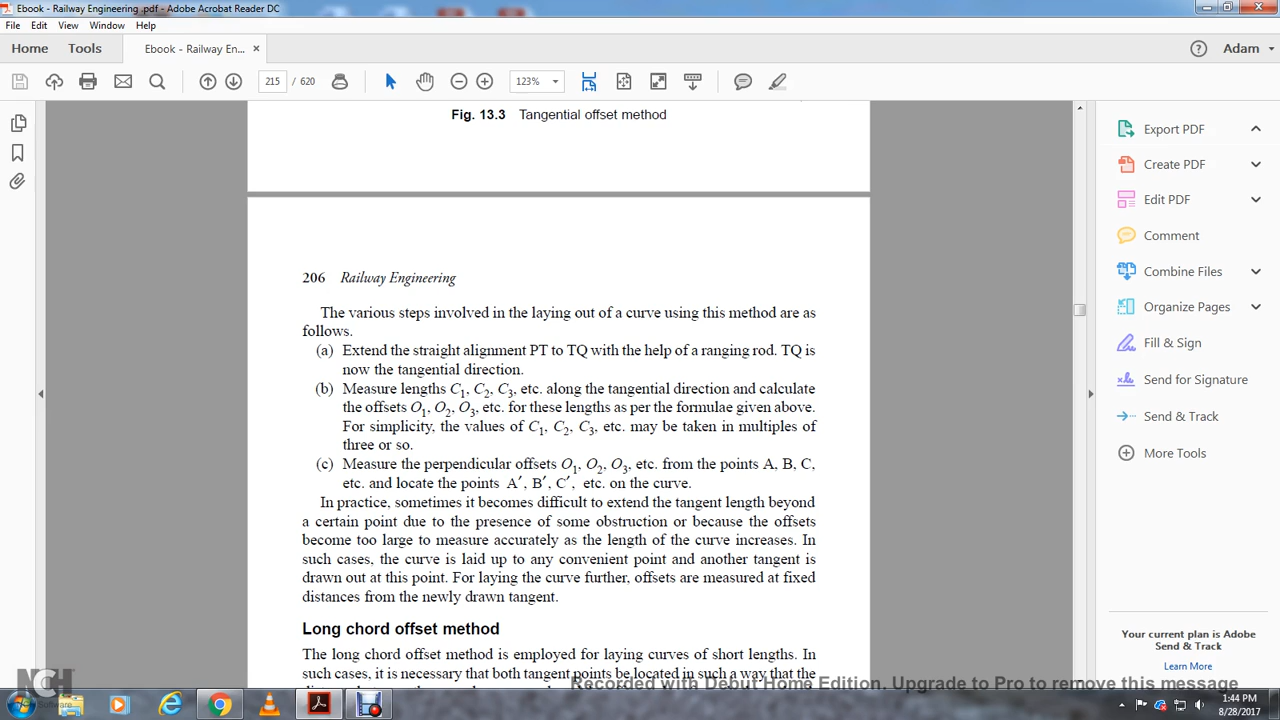 Ebook - Railway Engineering .pdf - Adobe Acrobat Reader DC
File Edit View Window Help
Home Tools Ebook - Railway En... × Adam
215 / 620 123%
Fig. 13.3 Tangential offset method
206 Railway Engineering
The various steps involved in the laying out of a curve using this method are as
follows.
(a) Extend the straight alignment PT to TQ with the help of a ranging rod. TQ is
now the tangential direction.
(b) Measure lengths C1, C2, C3, etc. along the tangential direction and calculate
the offsets O1, O2, O3, etc. for these lengths as per the formulae given above.
For simplicity, the values of C1, C2, C3, etc. may be taken in multiples of
three or so.
(c) Measure the perpendicular offsets O1, O2, O3, etc. from the points A, B, C,
etc. and locate the points A′, B′, C′, etc. on the curve.
In practice, sometimes it becomes difficult to extend the tangent length beyond
a certain point due to the presence of some obstruction or because the offsets
become too large to measure accurately as the length of the curve increases. In
such cases, the curve is laid up to any convenient point and another tangent is
drawn out at this point. For laying the curve further, offsets are measured at fixed
distances from the newly drawn tangent.
Long chord offset method
The long chord offset method is employed for laying curves of short lengths. In
such cases, it is necessary that both tangent points be located in such a way that the
Export PDF
Create PDF
Edit PDF
Comment
Combine Files
Organize Pages
Fill & Sign
Send for Signature
Send & Track
More Tools
Your current plan is Adobe
Send & Track
Learn More
NCH Software
Recorded with Debut Home Edition. Upgrade to Pro to remove this message
1:44 PM
8/28/2017